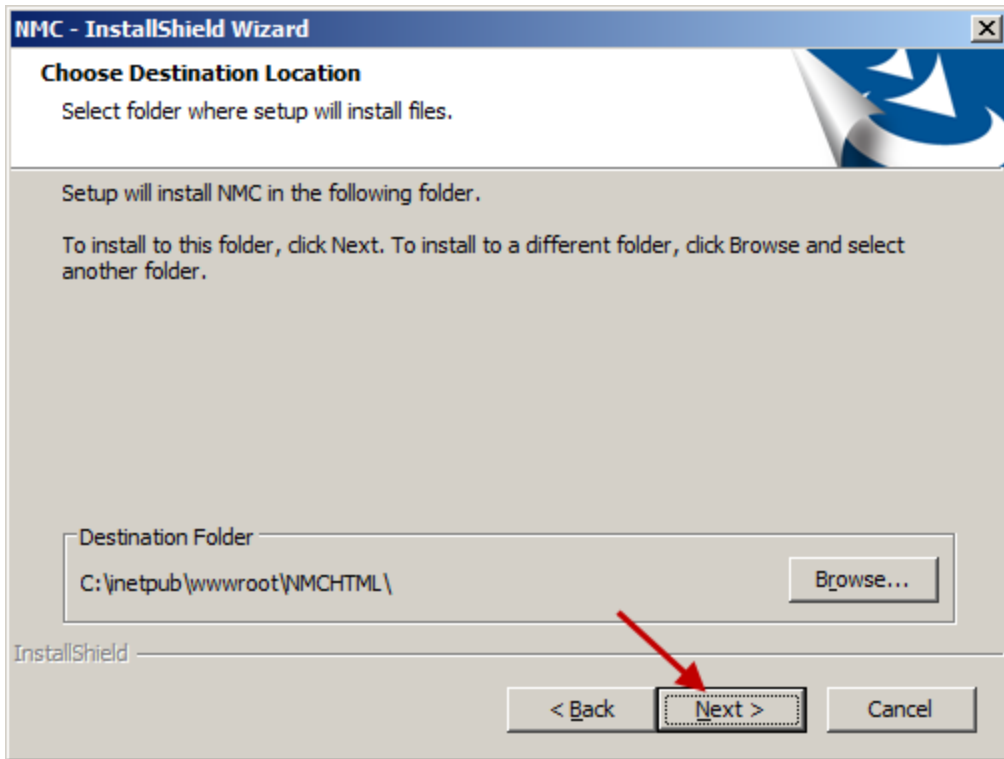 NMC - InstallShield Wizard
Choose Destination Location
Select folder where setup will install files.
Setup will install NMC in the following folder.
To install to this folder, click Next. To install to a different folder, click Browse and select
another folder.
Destination Folder
C:\inetpub\wwwroot\NMCHTML\
Browse...
InstallShield
< Back
Next >
Cancel